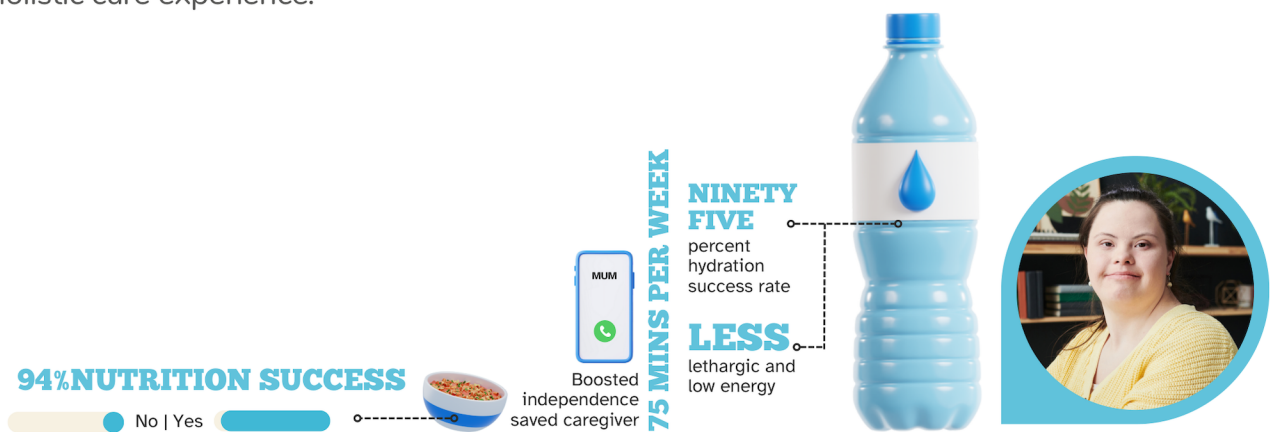 holistic care experience.
94%NUTRITION SUCCESS
No | Yes
MUM
Boosted
independence
saved caregiver
75 MINS PER WEEK
NINETY
FIVE
percent
hydration
success rate
LESS
lethargic and
low energy